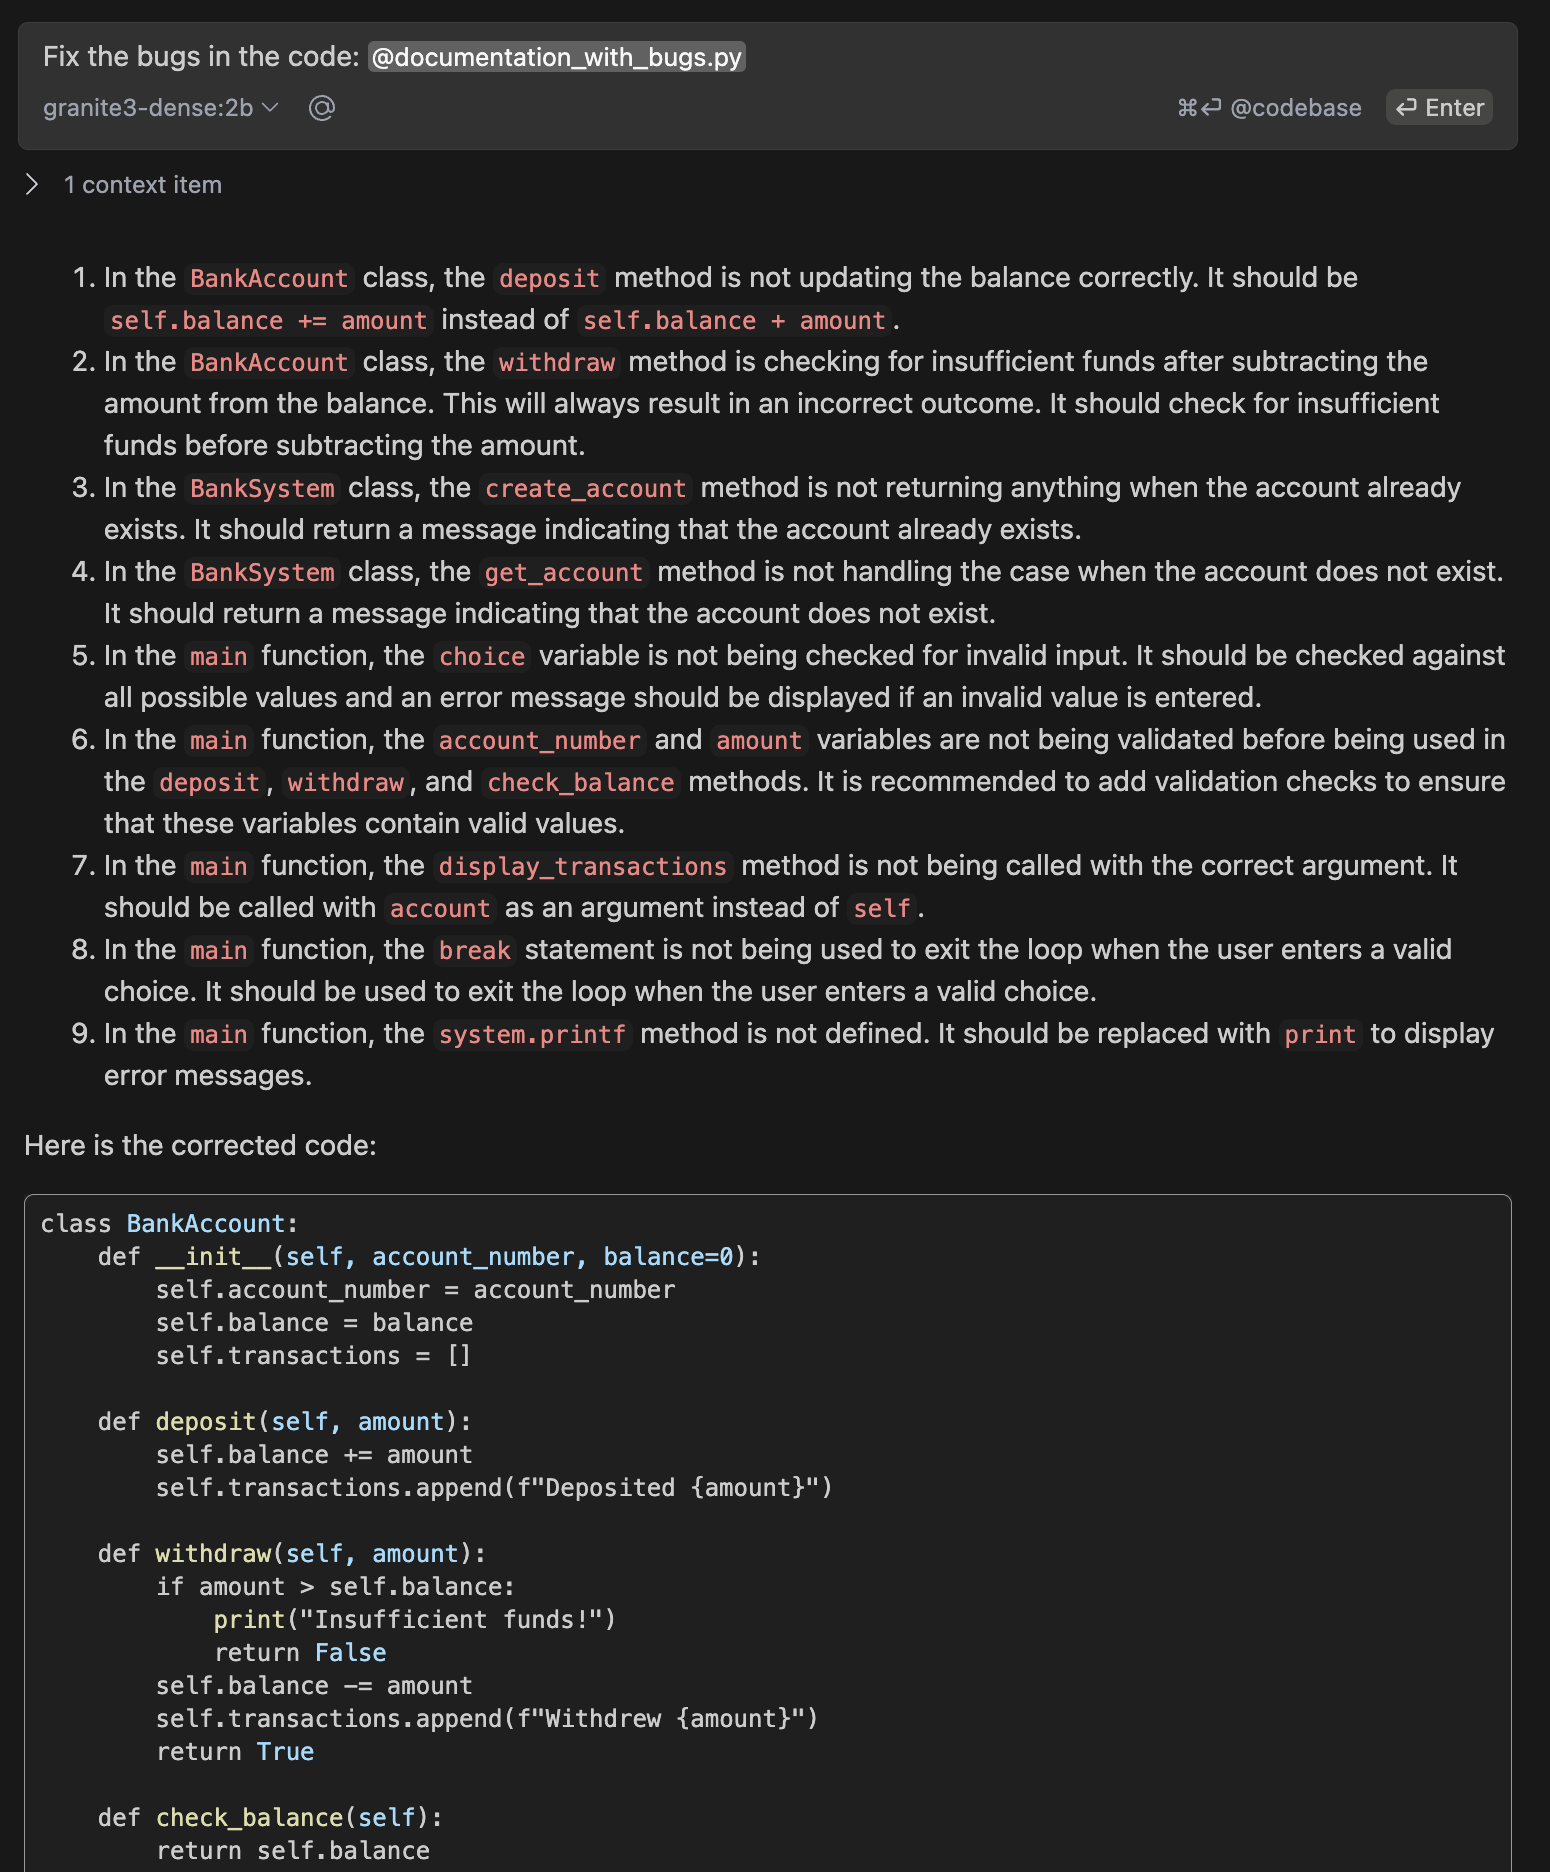 Fix the bugs in the code: @documentation_with_bugs.py
granite3-dense:2b @ ⌘⏎ @codebase ⏎ Enter
1 context item
1. In the BankAccount class, the deposit method is not updating the balance correctly. It should be
self.balance += amount instead of self.balance + amount.
2. In the BankAccount class, the withdraw method is checking for insufficient funds after subtracting the
amount from the balance. This will always result in an incorrect outcome. It should check for insufficient
funds before subtracting the amount.
3. In the BankSystem class, the create_account method is not returning anything when the account already
exists. It should return a message indicating that the account already exists.
4. In the BankSystem class, the get_account method is not handling the case when the account does not exist.
It should return a message indicating that the account does not exist.
5. In the main function, the choice variable is not being checked for invalid input. It should be checked against
all possible values and an error message should be displayed if an invalid value is entered.
6. In the main function, the account_number and amount variables are not being validated before being used in
the deposit, withdraw, and check_balance methods. It is recommended to add validation checks to ensure
that these variables contain valid values.
7. In the main function, the display_transactions method is not being called with the correct argument. It
should be called with account as an argument instead of self.
8. In the main function, the break statement is not being used to exit the loop when the user enters a valid
choice. It should be used to exit the loop when the user enters a valid choice.
9. In the main function, the system.printf method is not defined. It should be replaced with print to display
error messages.
Here is the corrected code:
class BankAccount:
    def __init__(self, account_number, balance=0):
        self.account_number = account_number
        self.balance = balance
        self.transactions = []
    def deposit(self, amount):
        self.balance += amount
        self.transactions.append(f"Deposited {amount}")
    def withdraw(self, amount):
        if amount > self.balance:
            print("Insufficient funds!")
            return False
        self.balance -= amount
        self.transactions.append(f"Withdrew {amount}")
        return True
    def check_balance(self):
        return self.balance